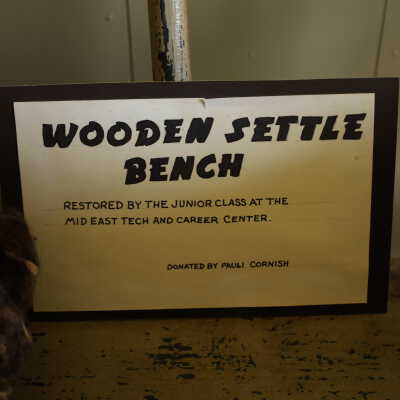 WOODEN SETTLE
BENCH
RESTORED BY THE JUNIOR CLASS AT THE
MID EAST TECH AND CAREER CENTER.
DONATED BY PAULI CORNISH